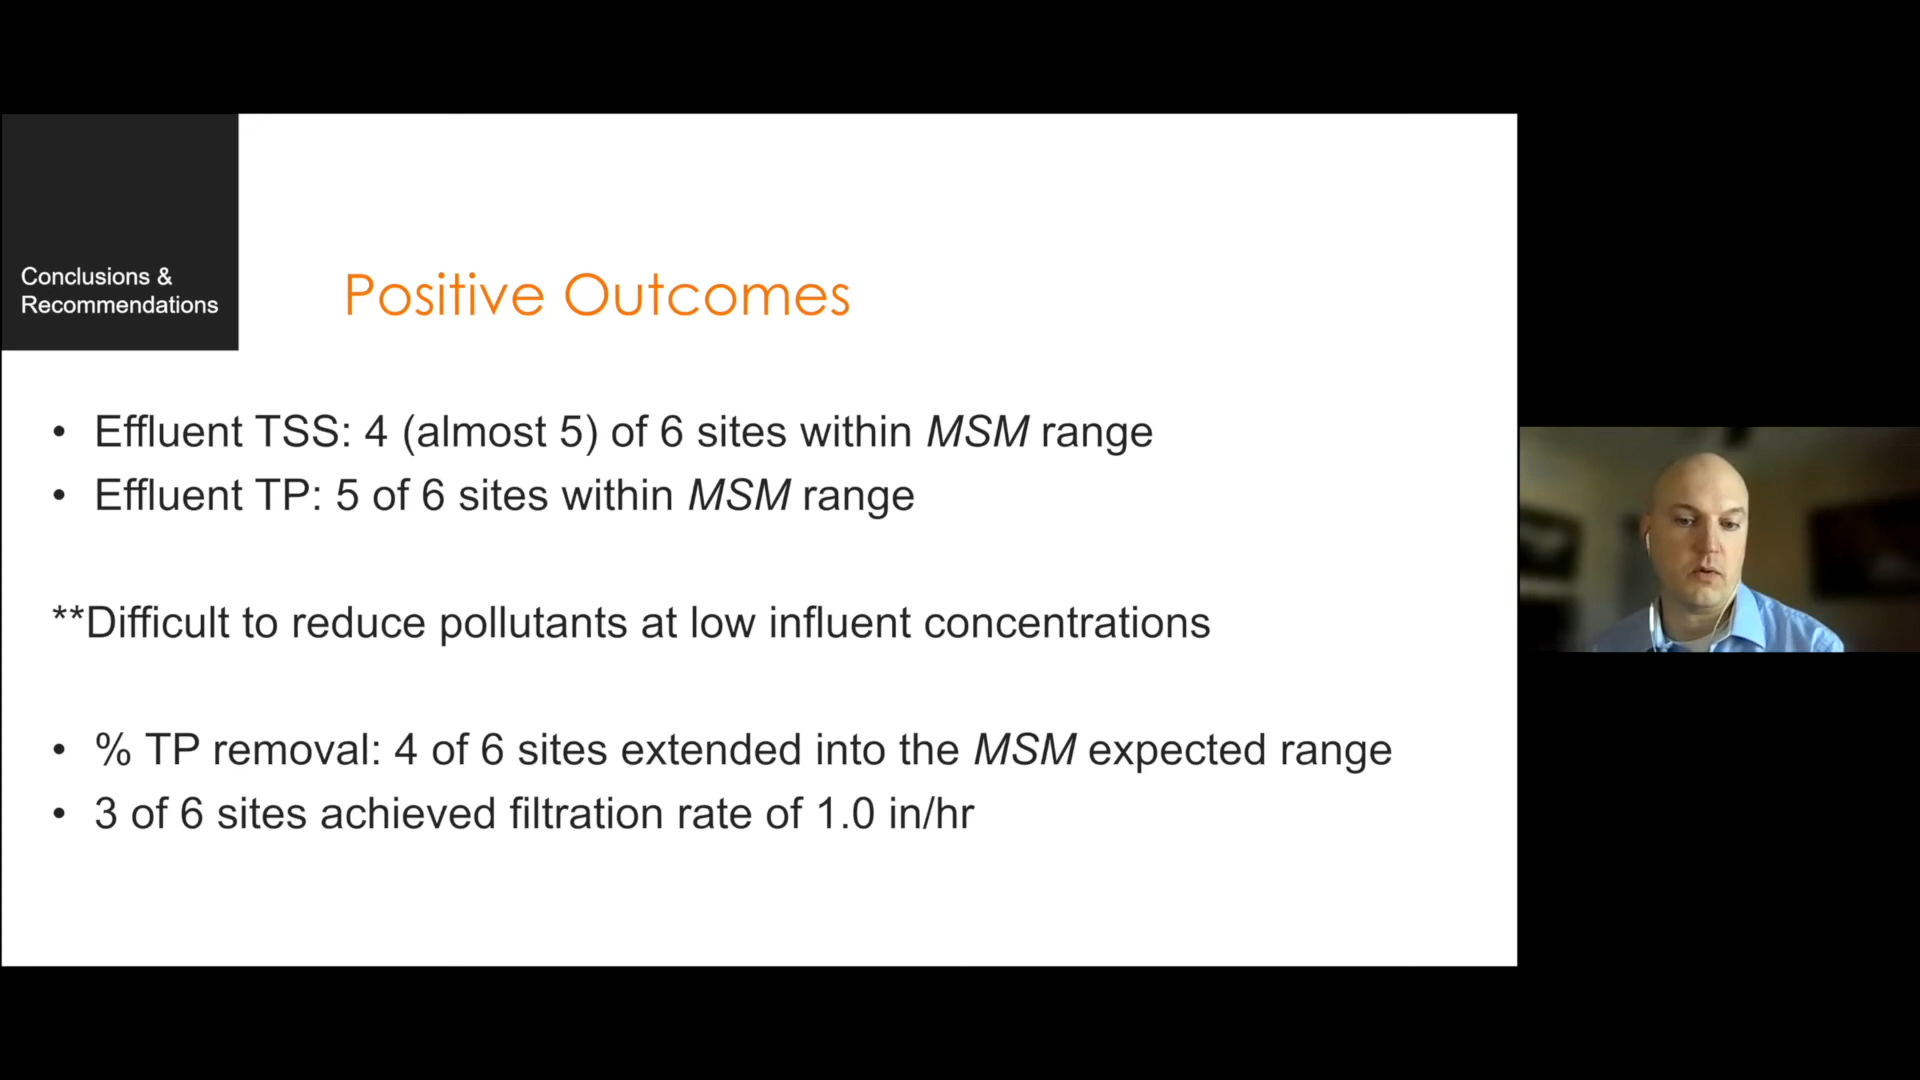 Conclusions &
Recommendations
Positive Outcomes
• Effluent TSS: 4 (almost 5) of 6 sites within MSM range
• Effluent TP: 5 of 6 sites within MSM range
**Difficult to reduce pollutants at low influent concentrations
• % TP removal: 4 of 6 sites extended into the MSM expected range
• 3 of 6 sites achieved filtration rate of 1.0 in/hr